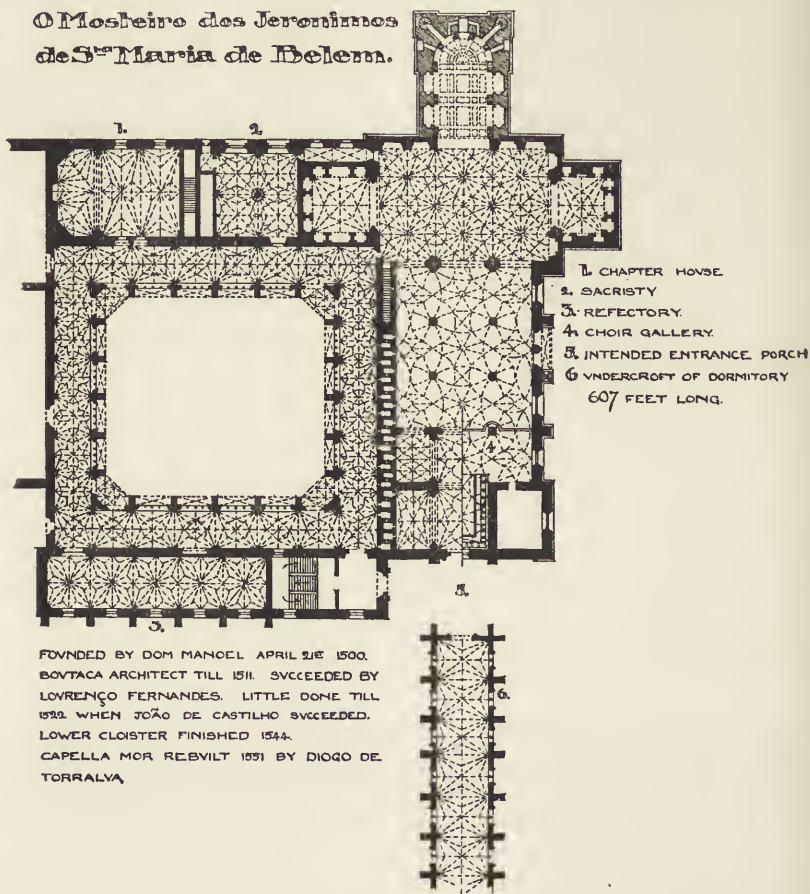 O Mosteiro dos Jeronimos
de Sta Maria de Belem.
1.
2.
1. CHAPTER HOVSE
2. SACRISTY
3. REFECTORY.
4. CHOIR GALLERY.
5. INTENDED ENTRANCE PORCH
6 VNDERCROFT OF DORMITORY
607 FEET LONG.
4
5.
3.
6.
FOVNDED BY DOM MANOEL APRIL 21st 1500.
BOVTACA ARCHITECT TILL 1511. SVCCEEDED BY
LOVRENÇO FERNANDES. LITTLE DONE TILL
1522 WHEN JOÃO DE CASTILHO SVCCEEDED.
LOWER CLOISTER FINISHED 1544.
CAPELLA MOR REBVILT 1551 BY DIOGO DE
TORRALVA,